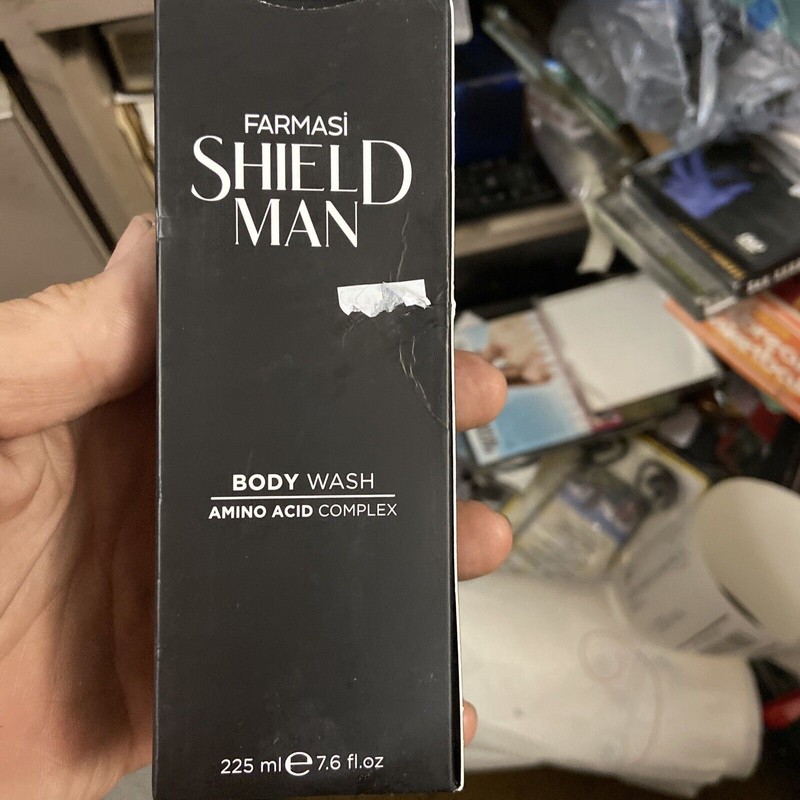 FARMASİ
SHIELD
MAN
BODY WASH
AMINO ACID COMPLEX
225 ml ℮ 7.6 fl.oz